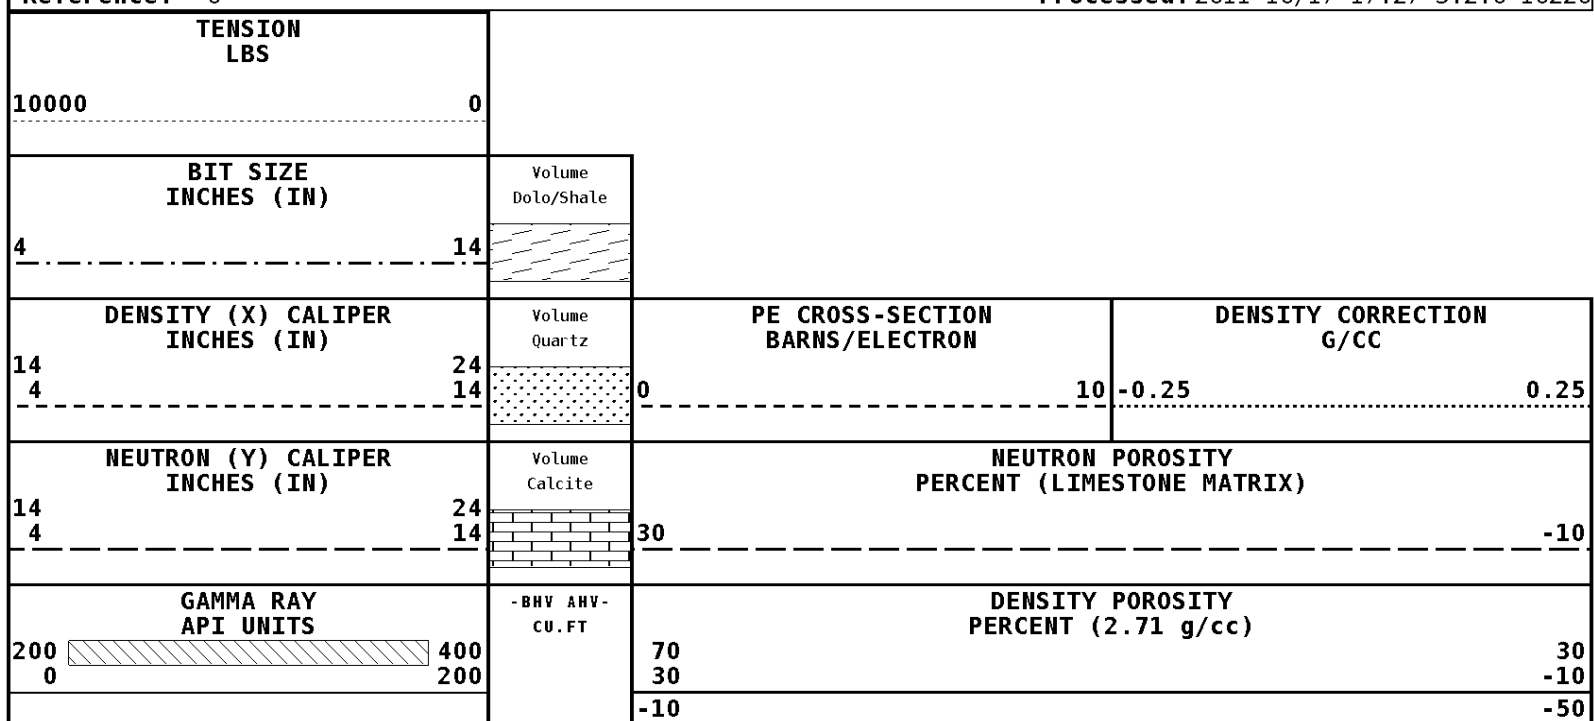 TENSION
LBS
10000 0
BIT SIZE
INCHES (IN)
4 14
Volume
Dolo/Shale
DENSITY (X) CALIPER
INCHES (IN)
14 24
4 14
Volume
Quartz
PE CROSS-SECTION
BARNS/ELECTRON
0 10
DENSITY CORRECTION
G/CC
-0.25 0.25
NEUTRON (Y) CALIPER
INCHES (IN)
14 24
4 14
Volume
Calcite
NEUTRON POROSITY
PERCENT (LIMESTONE MATRIX)
30 -10
GAMMA RAY
API UNITS
200 400
0 200
-BHV AHV-
CU.FT
DENSITY POROSITY
PERCENT (2.71 g/cc)
70 30
30 -10
-10 -50